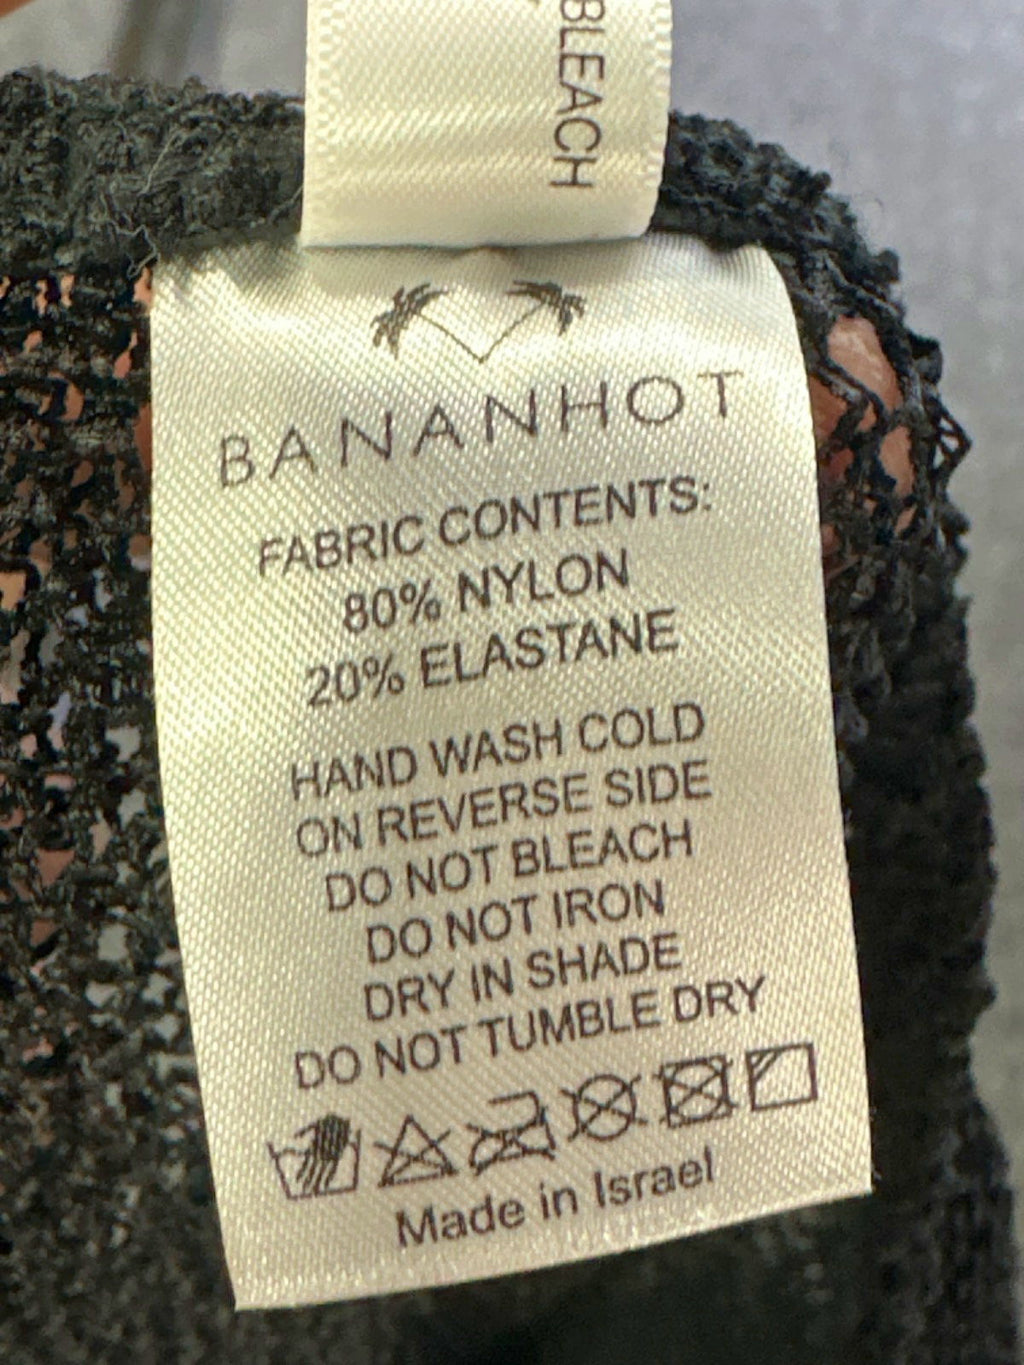 BLEACH
BANANHOT
FABRIC CONTENTS:
80% NYLON
20% ELASTANE
HAND WASH COLD
ON REVERSE SIDE
DO NOT BLEACH
DO NOT IRON
DRY IN SHADE
DO NOT TUMBLE DRY
Made in Israel